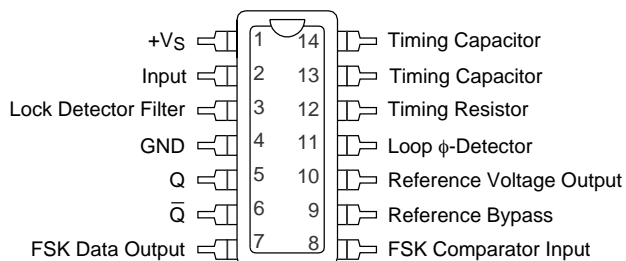 +VS 1 14 Timing Capacitor
Input 2 13 Timing Capacitor
Lock Detector Filter 3 12 Timing Resistor
GND 4 11 Loop ϕ-Detector
Q 5 10 Reference Voltage Output
Q̅ 6 9 Reference Bypass
FSK Data Output 7 8 FSK Comparator Input